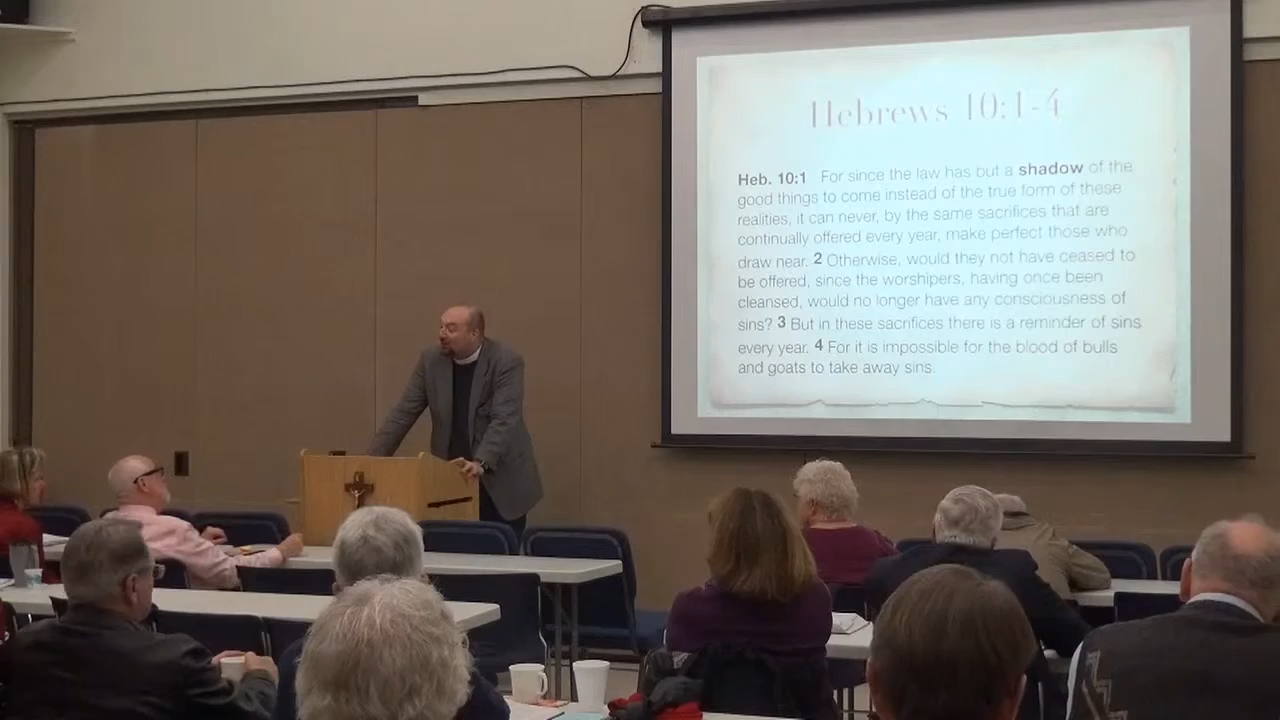 Hebrews 10:1-4
Heb. 10:1 For since the law has but a shadow of the
good things to come instead of the true form of these
realities, it can never, by the same sacrifices that are
continually offered every year, make perfect those who
draw near. 2 Otherwise, would they not have ceased to
be offered, since the worshipers, having once been
cleansed, would no longer have any consciousness of
sins? 3 But in these sacrifices there is a reminder of sins
every year. 4 For it is impossible for the blood of bulls
and goats to take away sins.